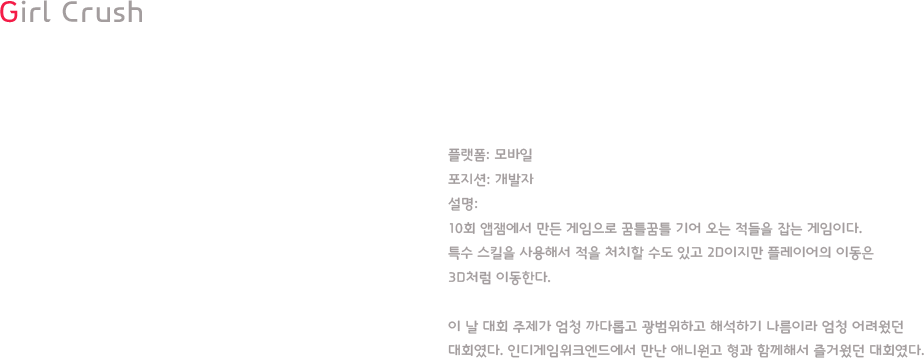 Girl Crush
플랫폼: 모바일
포지션: 개발자
설명:
10회 앱잼에서 만든 게임으로 꿈틀꿈틀 기어 오는 적들을 잡는 게임이다.
특수 스킬을 사용해서 적을 처치할 수도 있고 2D이지만 플레이어의 이동은
3D처럼 이동한다.
이 날 대회 주제가 엄청 까다롭고 광범위하고 해석하기 나름이라 엄청 어려웠던
대회였다. 인디게임위크엔드에서 만난 애니원고 형과 함께해서 즐거웠던 대회였다.